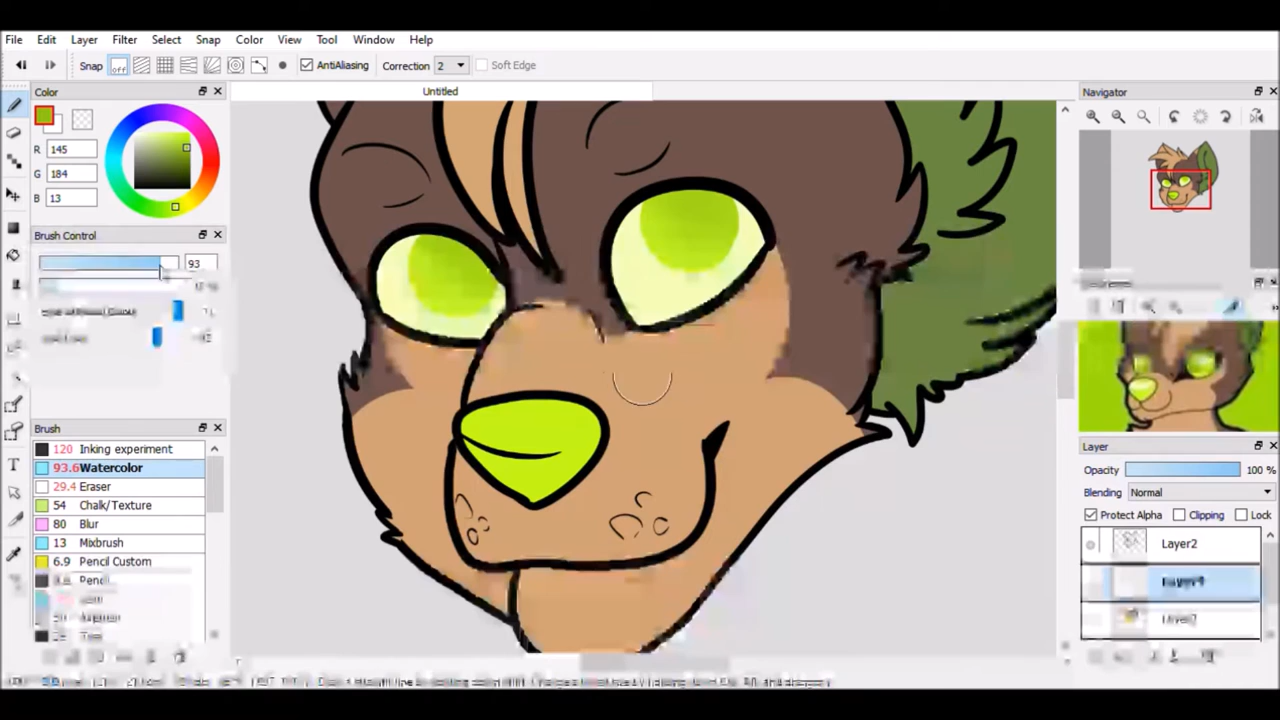 File Edit Layer Filter Select Snap Color View Tool Window Help
Snap off AntiAliasing Correction 2 Soft Edge
Color
Untitled
Navigator
R 145
G 184
B 13
Brush Control
93
Brush
120 Inking experiment
93.6 Watercolor
29.4 Eraser
54 Chalk/Texture
80 Blur
13 Mixbrush
6.9 Pencil Custom
Pencil
Layer
Opacity 100 %
Blending Normal
Protect Alpha Clipping Lock
Layer2